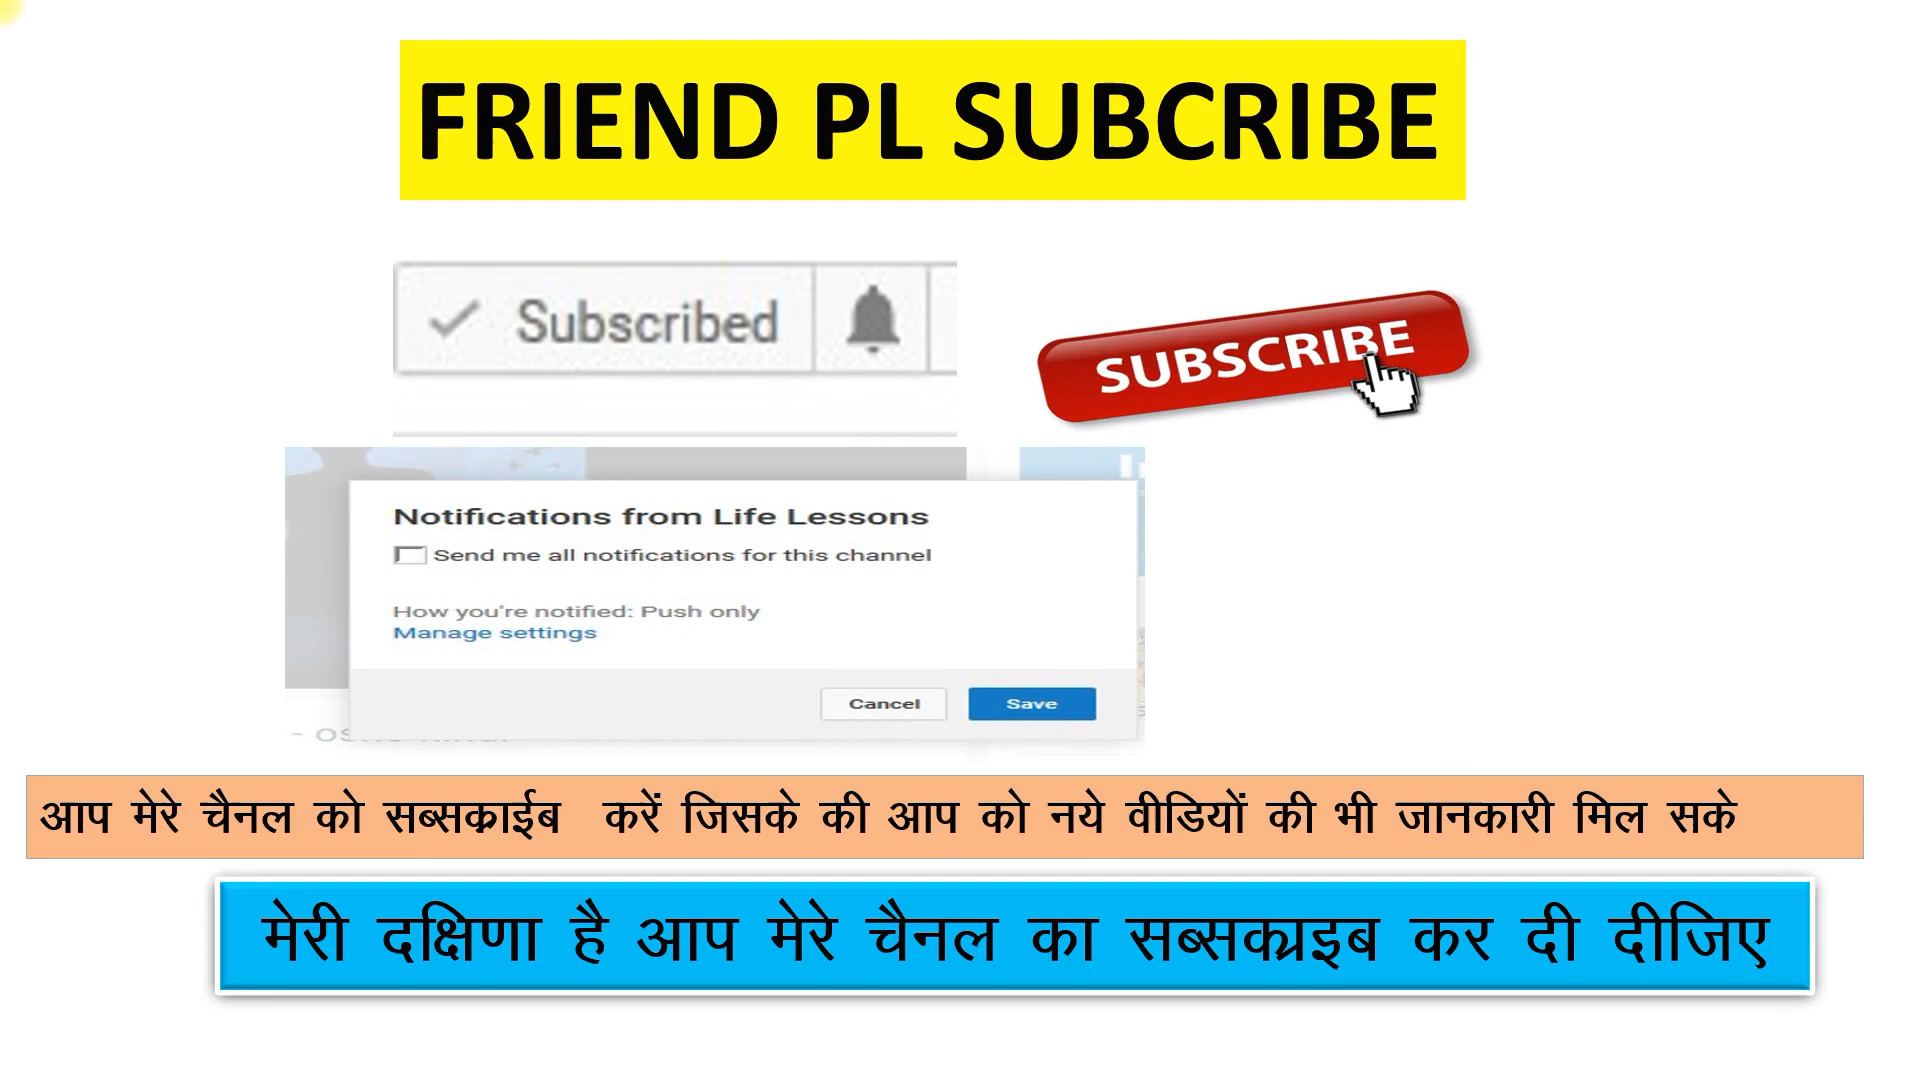 FRIEND PL SUBCRIBE
Subscribed
SUBSCRIBE
Notifications from Life Lessons
Send me all notifications for this channel
How you're notified: Push only
Manage settings
Cancel Save
आप मेरे चैनल को सब्सक्राईब करें जिसके की आप को नये वीडियों की भी जानकारी मिल सके
मेरी दक्षिणा है आप मेरे चैनल का सब्सक्राइब कर दी दीजिए